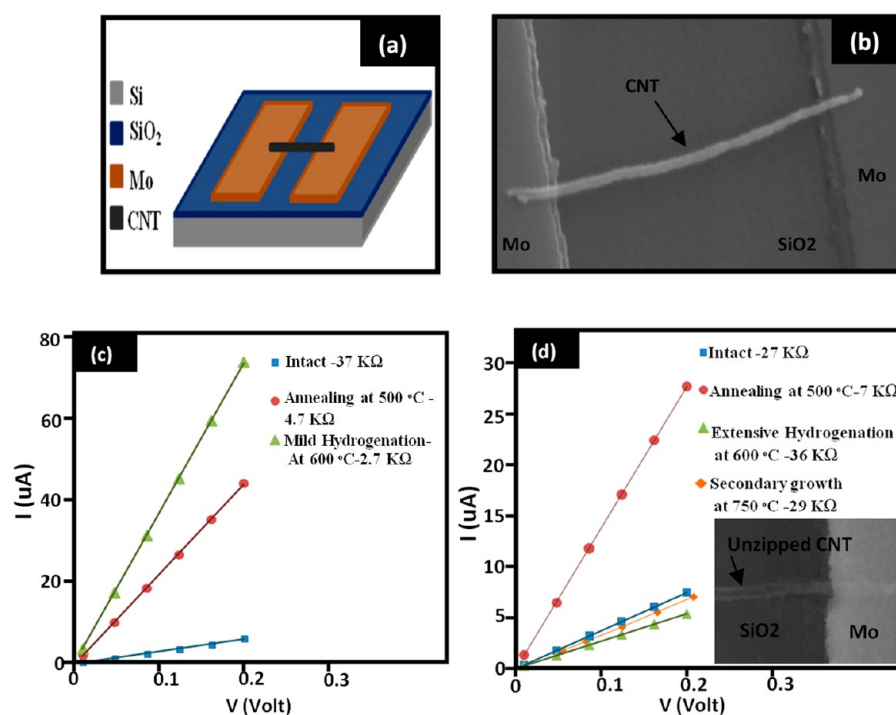 (a)
Si
SiO₂
Mo
CNT
(b)
CNT
Mo
Mo
SiO2
(c)
80
60
40
20
0
I (uA)
0.1
0.2
0.3
V (Volt)
Intact -37 KΩ
Annealing at 500 °C -
4.7 KΩ
Mild Hydrogenation-
At 600 °C-2.7 KΩ
(d)
30
25
20
15
10
5
0
I (uA)
0
0.1
0.2
0.3
V (Volt)
Intact -27 KΩ
Annealing at 500 °C-7 KΩ
Extensive Hydrogenation
at 600 °C -36 KΩ
Secondary growth
at 750 °C -29 KΩ
Unzipped CNT
SiO2
Mo